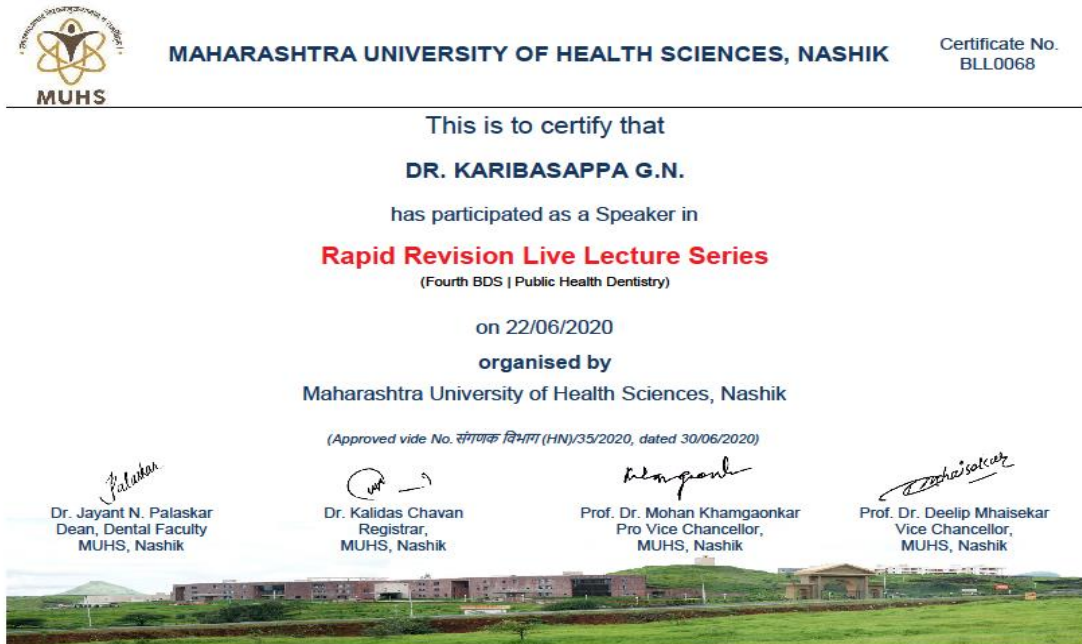 MUHS
MAHARASHTRA UNIVERSITY OF HEALTH SCIENCES, NASHIK
Certificate No.
BLL0068
This is to certify that
DR. KARIBASAPPA G.N.
has participated as a Speaker in
Rapid Revision Live Lecture Series
(Fourth BDS | Public Health Dentistry)
on 22/06/2020
organised by
Maharashtra University of Health Sciences, Nashik
(Approved vide No. संगणक विभाग (HN)/35/2020, dated 30/06/2020)
Palaskar
Dr. Jayant N. Palaskar
Dean, Dental Faculty
MUHS, Nashik
Dr. Kalidas Chavan
Registrar,
MUHS, Nashik
Prof. Dr. Mohan Khamgaonkar
Pro Vice Chancellor,
MUHS, Nashik
Prof. Dr. Deelip Mhaisekar
Vice Chancellor,
MUHS, Nashik